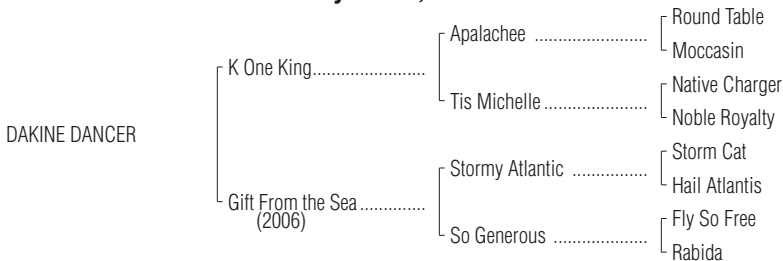 Round Table
Apalachee ..........................
Moccasin
K One King.........................
Native Charger
Tis Michelle.......................
Noble Royalty
DAKINE DANCER
Storm Cat
Stormy Atlantic .................
Hail Atlantis
Gift From the Sea...............
(2006)
Fly So Free
So Generous .....................
Rabida